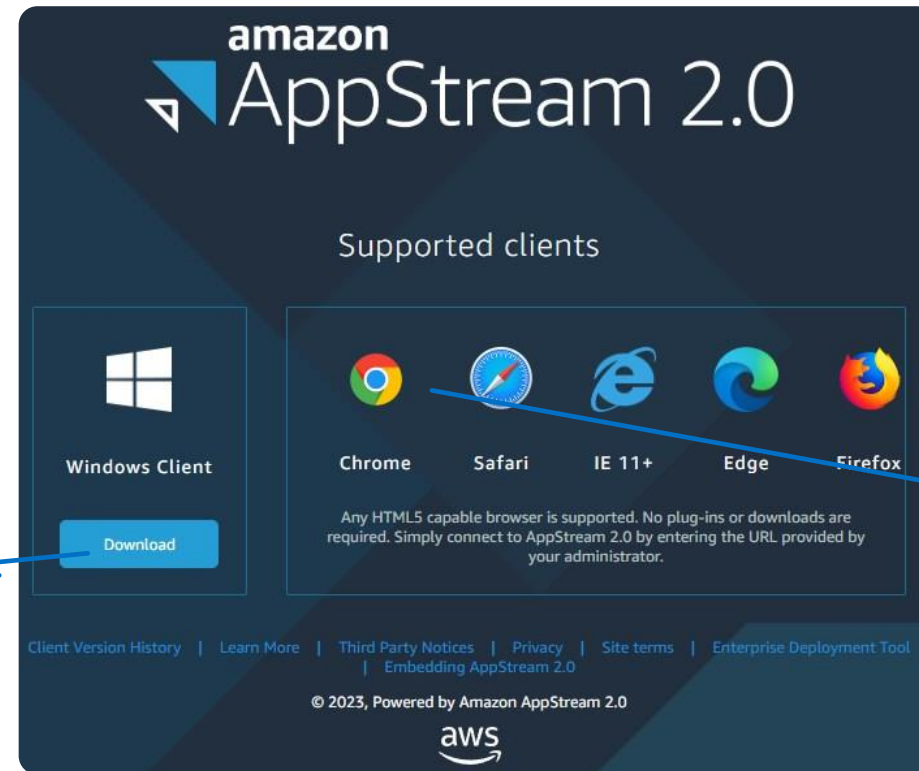 amazon
AppStream 2.0
Supported clients
Windows Client
Download
Chrome
Safari
IE 11+
Edge
Firefox
Any HTML5 capable browser is supported. No plug-ins or downloads are
required. Simply connect to AppStream 2.0 by entering the URL provided by
your administrator.
Client Version History | Learn More | Third Party Notices | Privacy | Site terms | Enterprise Deployment Tool
| Embedding AppStream 2.0
© 2023, Powered by Amazon AppStream 2.0
aws